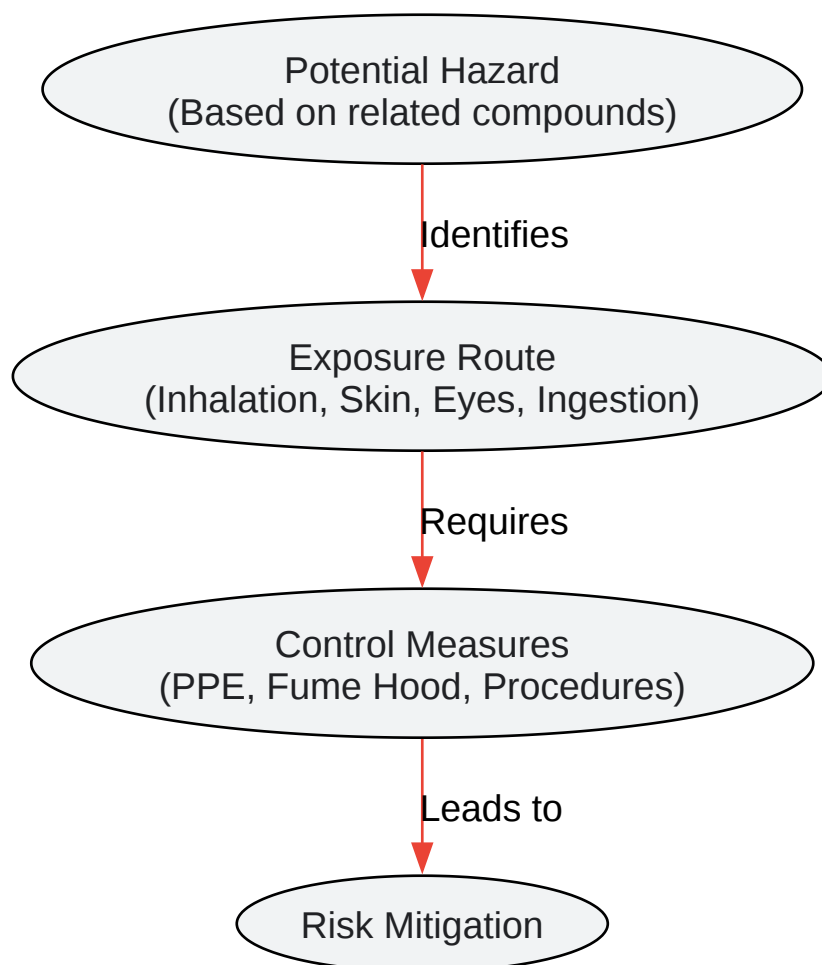 Potential Hazard
(Based on related compounds)
Identifies
Exposure Route
(Inhalation, Skin, Eyes, Ingestion)
Requires
Control Measures
(PPE, Fume Hood, Procedures)
Leads to
Risk Mitigation